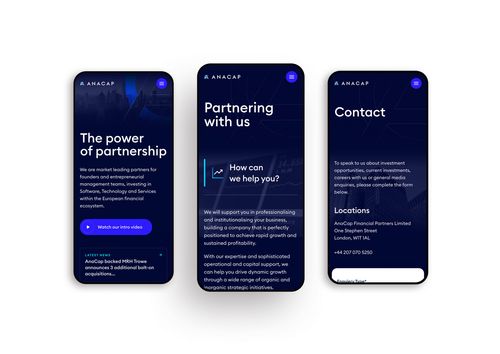 ANACAP
The power
of partnership
We are market leading partners for
founders and entrepreneurial
management teams, investing in
Software, Technology and Services
within the European financial
ecosystem.
Watch our intro video
LATEST NEWS
AnaCap backed MRH Trowe
announces 3 additional bolt-on
acquisitions...
ANACAP
Partnering
with us
How can
we help you?
We will support you in professionalising
and institutionalising your business,
building a company that is perfectly
positioned to achieve rapid growth and
sustained profitability.
With our expertise and sophisticated
operational and capital support, we
can help you drive dynamic growth
through a wide range of organic and
inorganic strategic initiatives.
ANACAP
Contact
To speak to us about investment
opportunities, current investments,
careers with us or general media
enquiries, please complete the form
below.
Locations
AnaCap Financial Partners Limited
One Stephen Street
London, W1T 1AL
+44 207 070 5250
Enquiry Type*